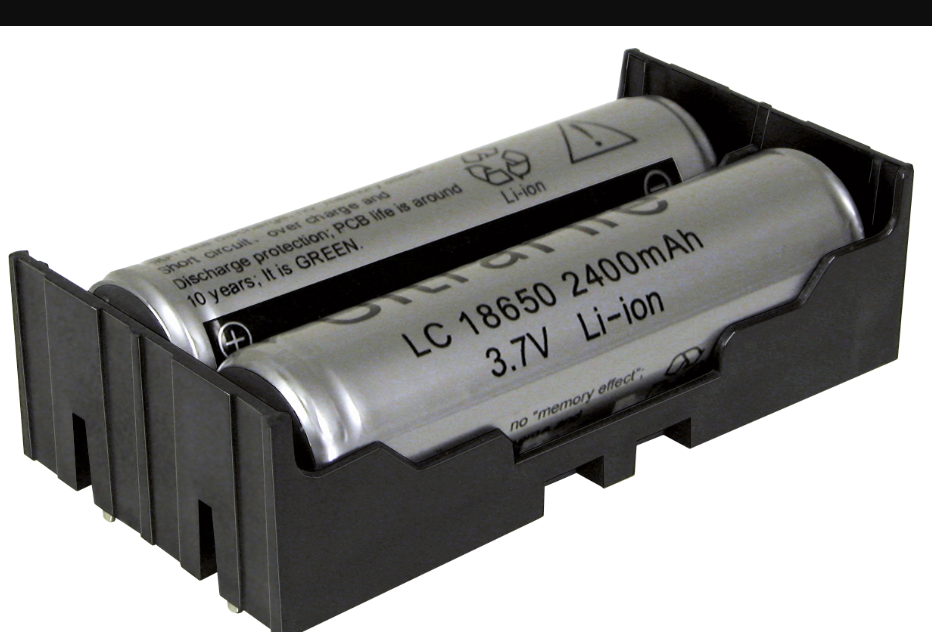 short circuit, over charge and
Discharge protection; PCB life is around
10 years; It is GREEN.
Li-ion
LC 18650 2400mAh
3.7V Li-ion
no "memory effect";